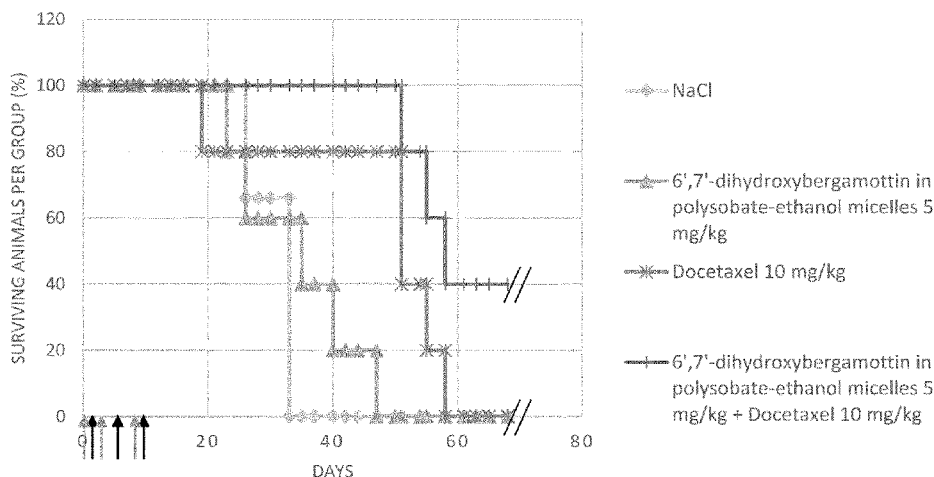 120
100
80
60
40
20
0
SURVIVING ANIMALS PER GROUP (%)
0 20 40 60 80
DAYS
NaCl
6',7'-dihydroxybergamottin in
polysobate-ethanol micelles 5
mg/kg
Docetaxel 10 mg/kg
6',7'-dihydroxybergamottin in
polysobate-ethanol micelles 5
mg/kg + Docetaxel 10 mg/kg